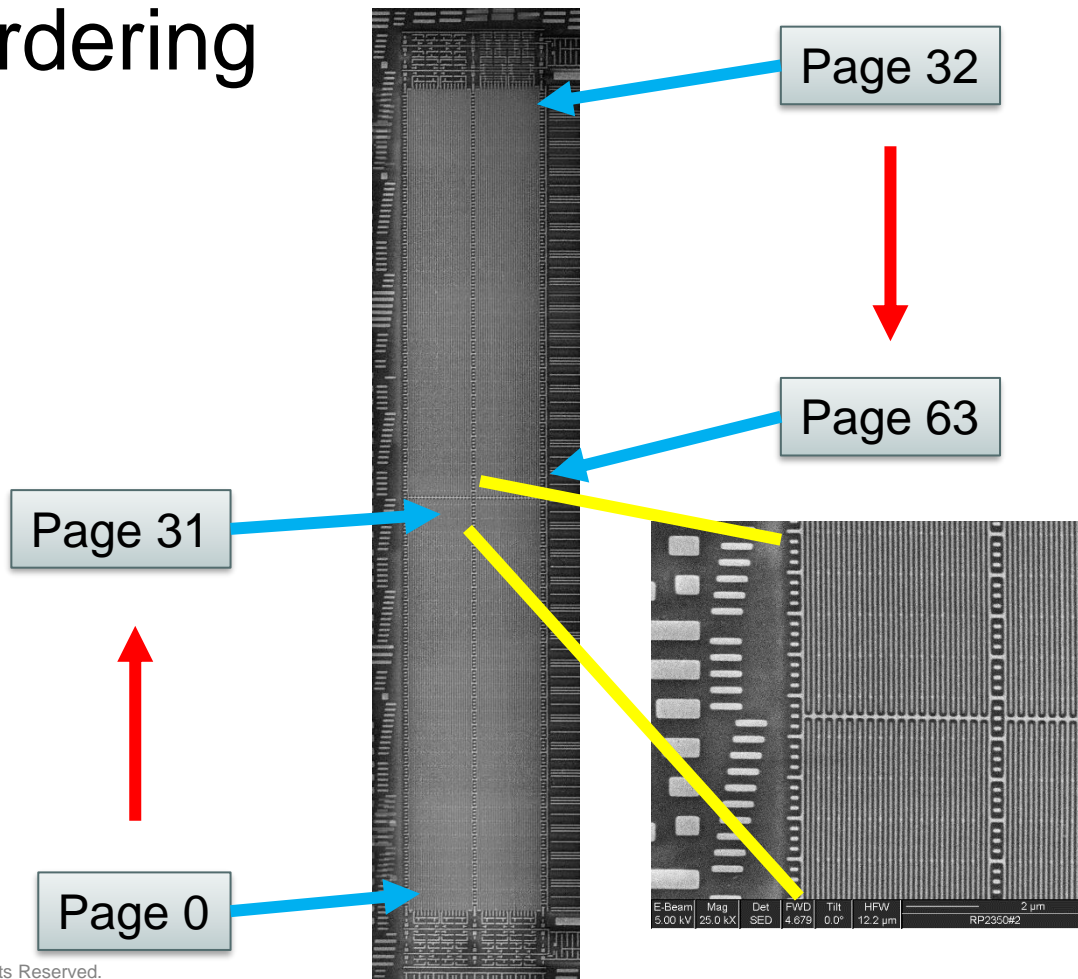 rdering
Page 32
Page 63
Page 31
Page 0
E-Beam Mag Det FWD Tilt HFW 2 µm
5.00 kV 25.0 kX SED 4.679 0.0° 12.2 µm RP2350#2
ts Reserved.